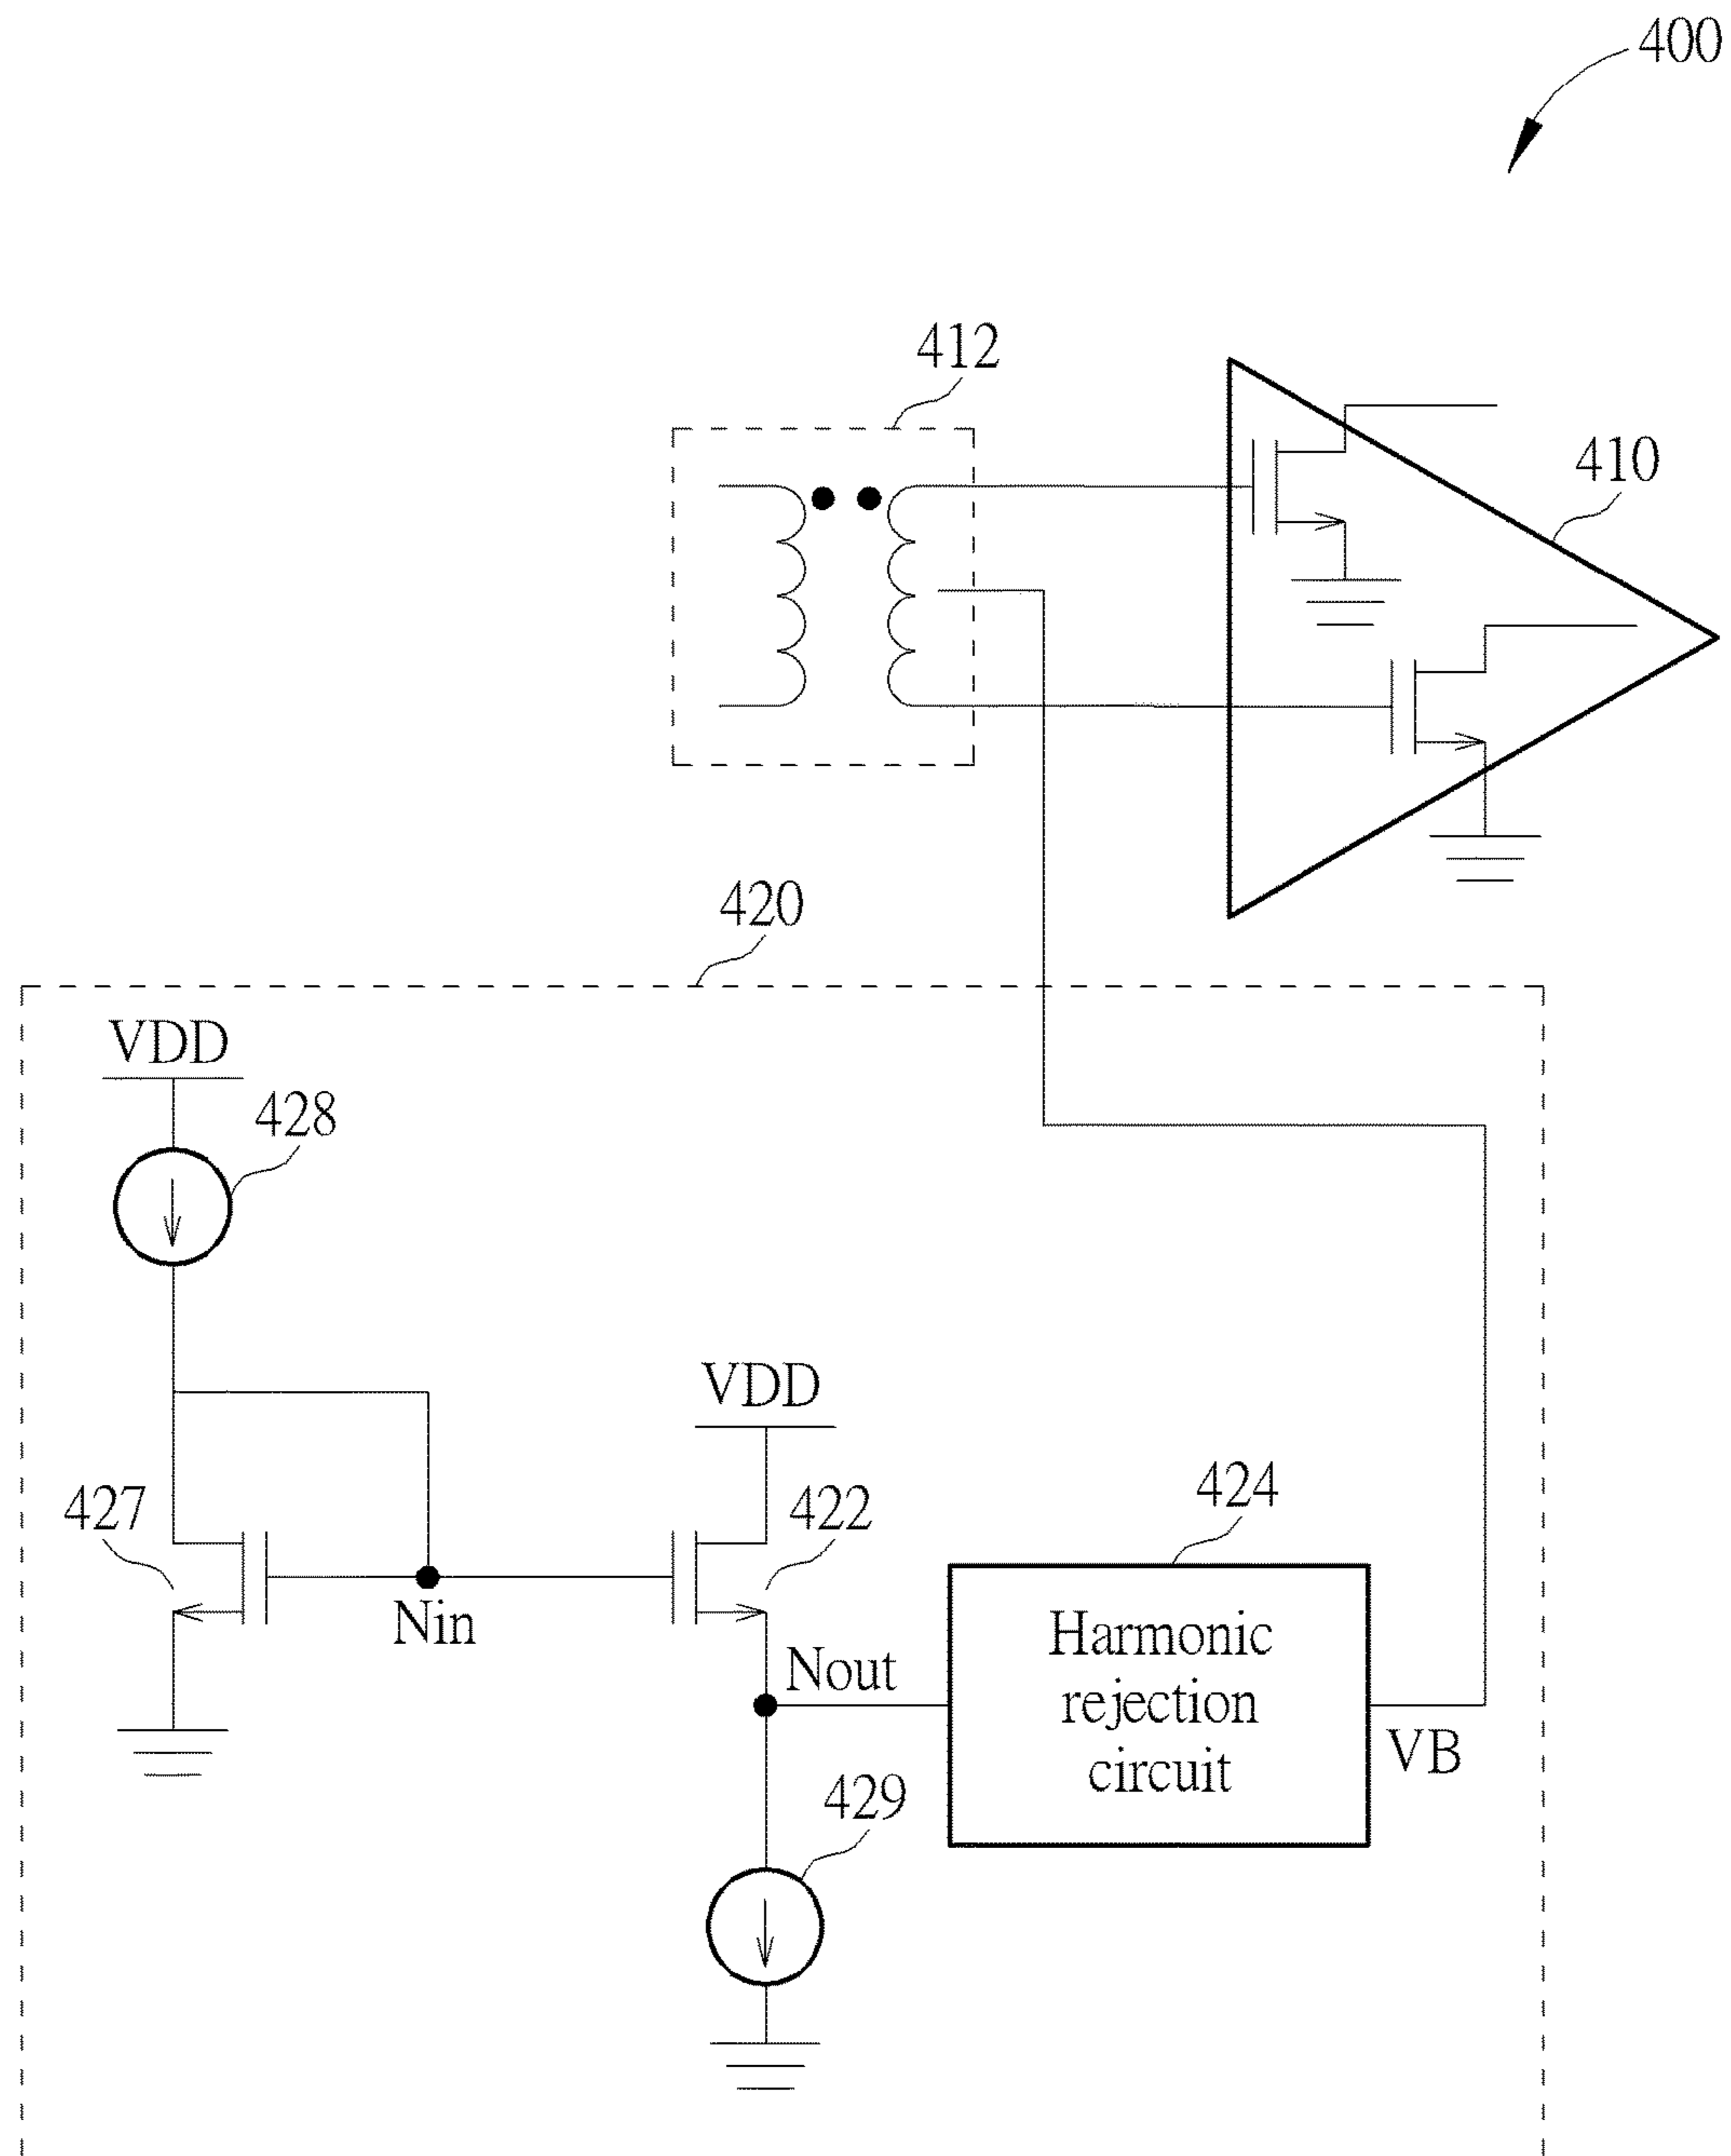 400
412
410
420
VDD
428
VDD
427
422
424
Nin
Nout
Harmonic
rejection
circuit
VB
429